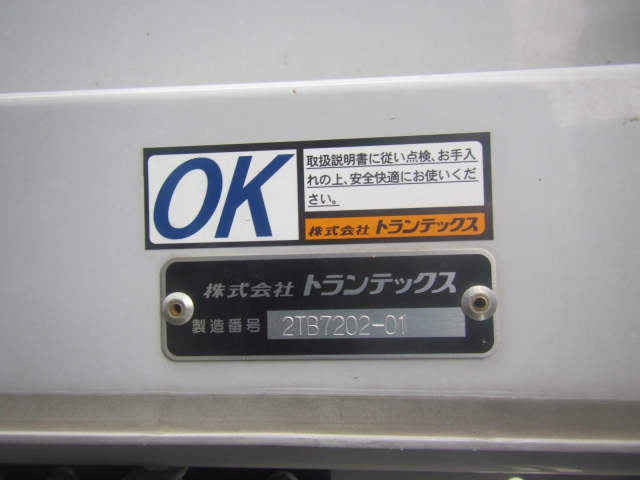 OK
取扱説明書に従い点検、お手入
れの上、安全快適にお使いくだ
さい。
株式会社 トランテックス
株式会社 トランテックス
製造番号 2TB7202-01